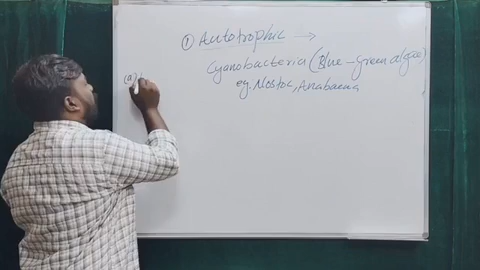 ① Autotrophic →
Cyanobacteria (Blue-Green algae)
eg. Nostoc, Anabaena
(a)